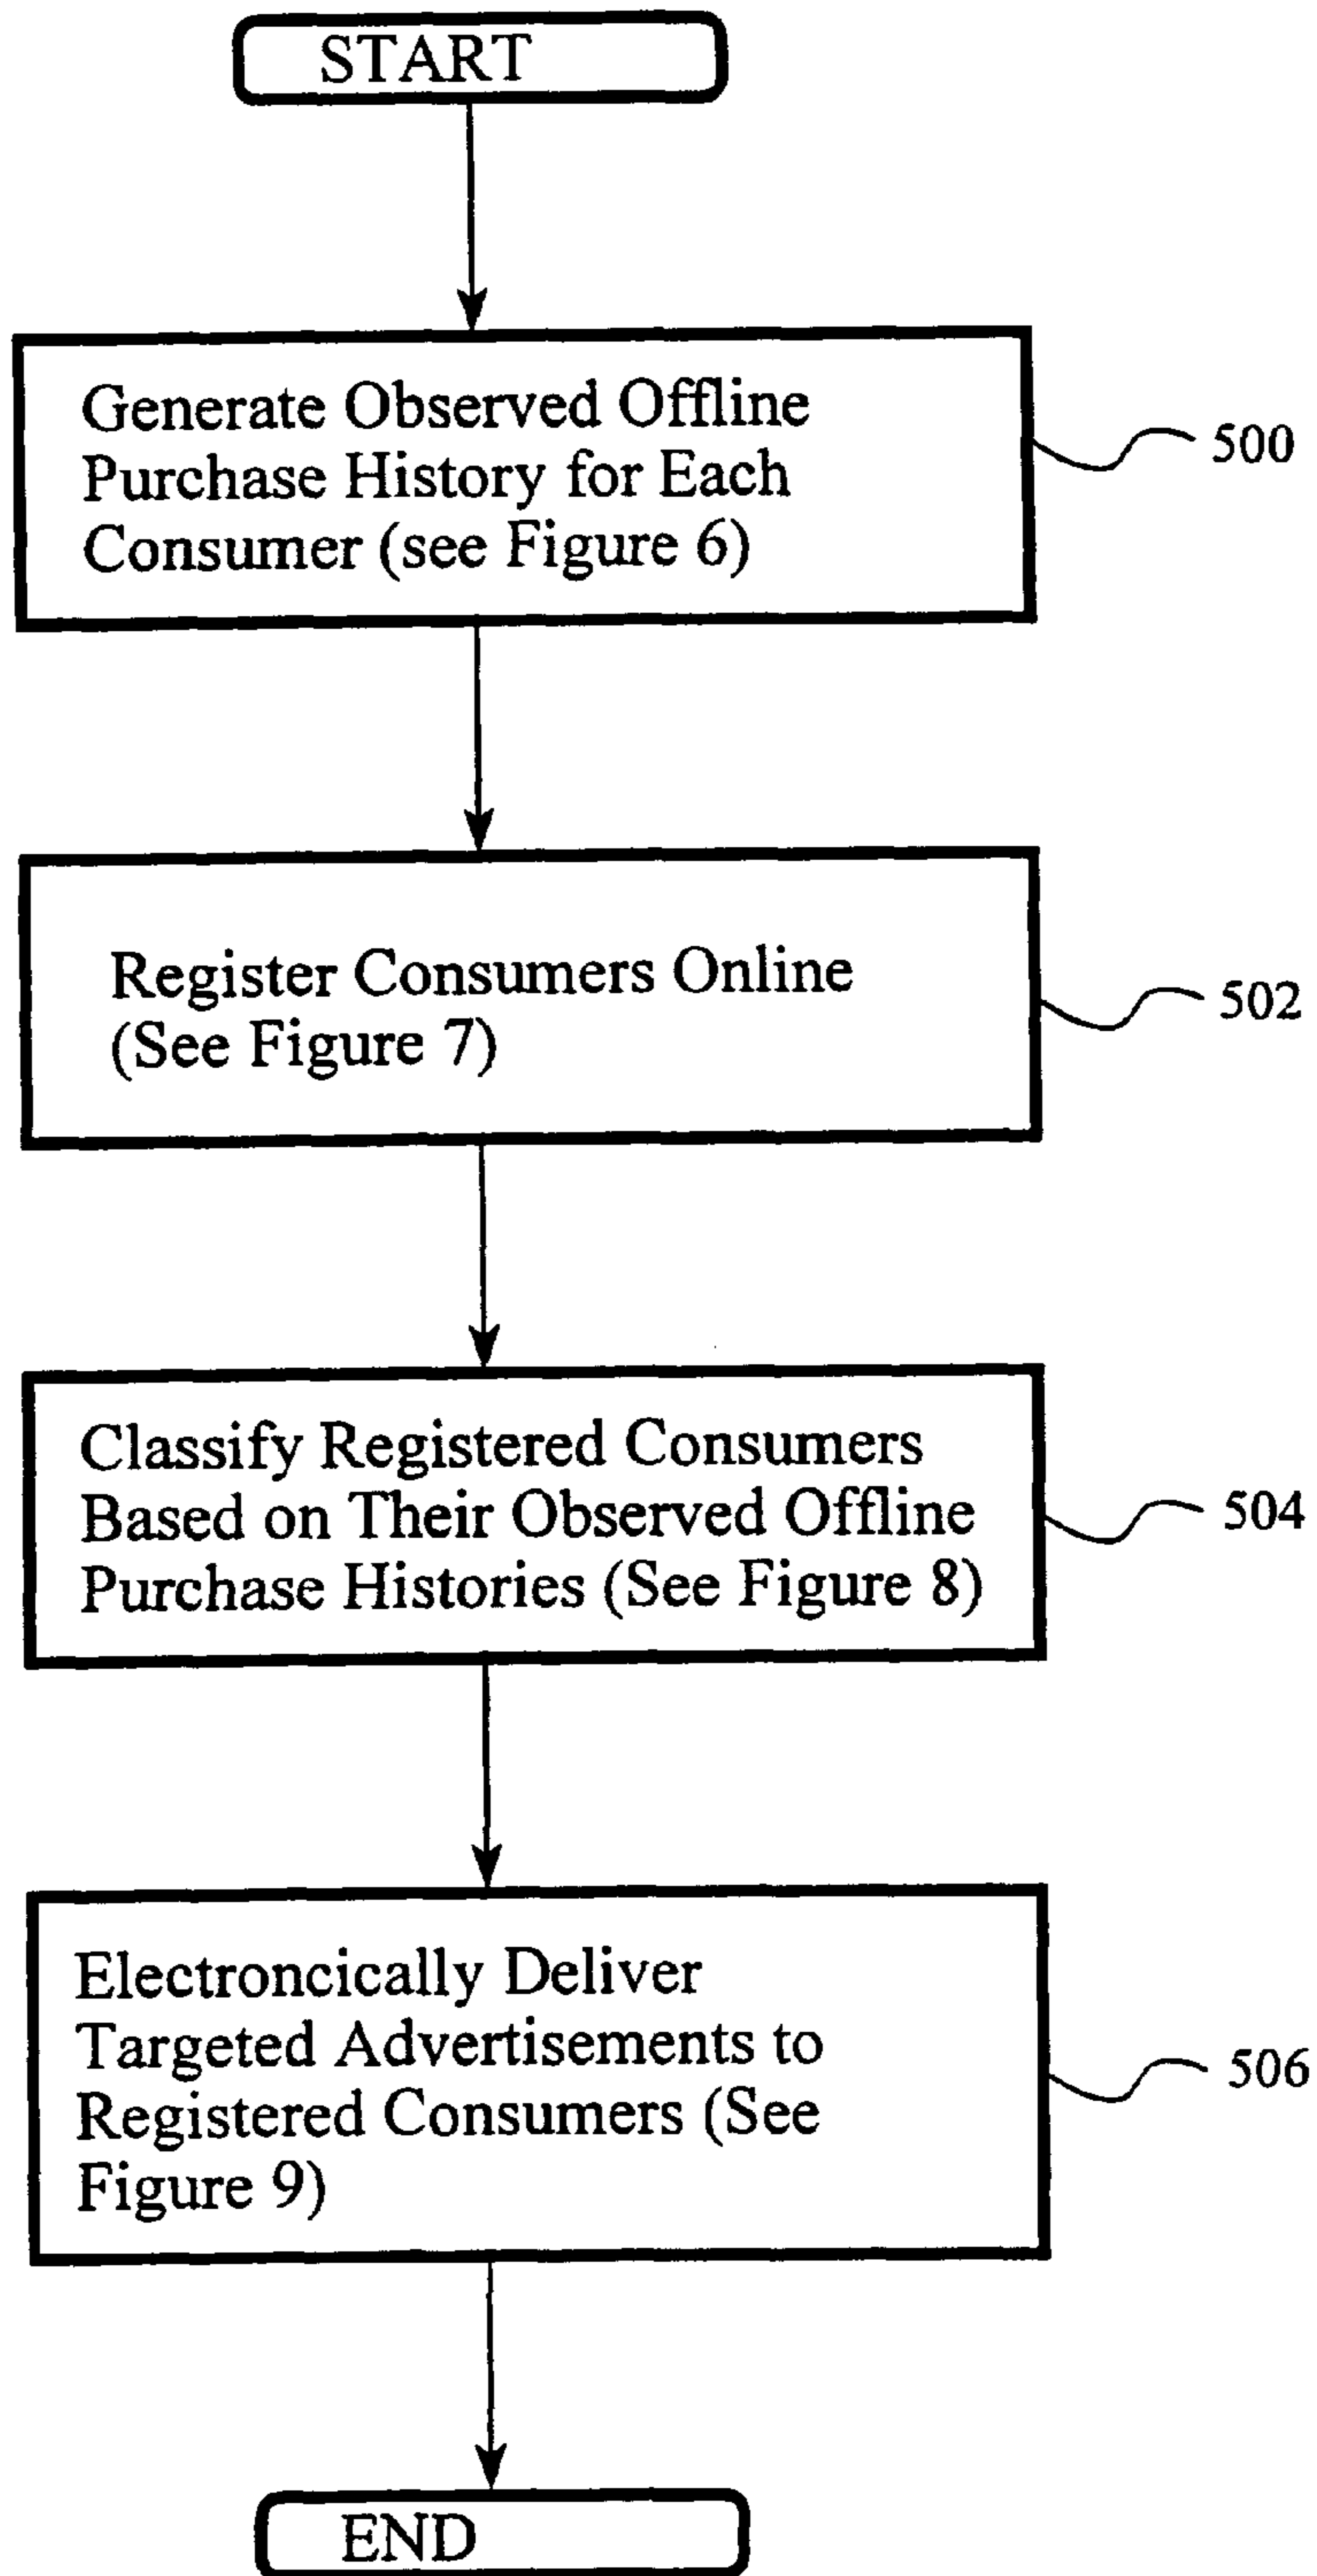 START
Generate Observed Offline
Purchase History for Each
Consumer (see Figure 6)
500
Register Consumers Online
(See Figure 7)
502
Classify Registered Consumers
Based on Their Observed Offline
Purchase Histories (See Figure 8)
504
Electroncically Deliver
Targeted Advertisements to
Registered Consumers (See
Figure 9)
506
END